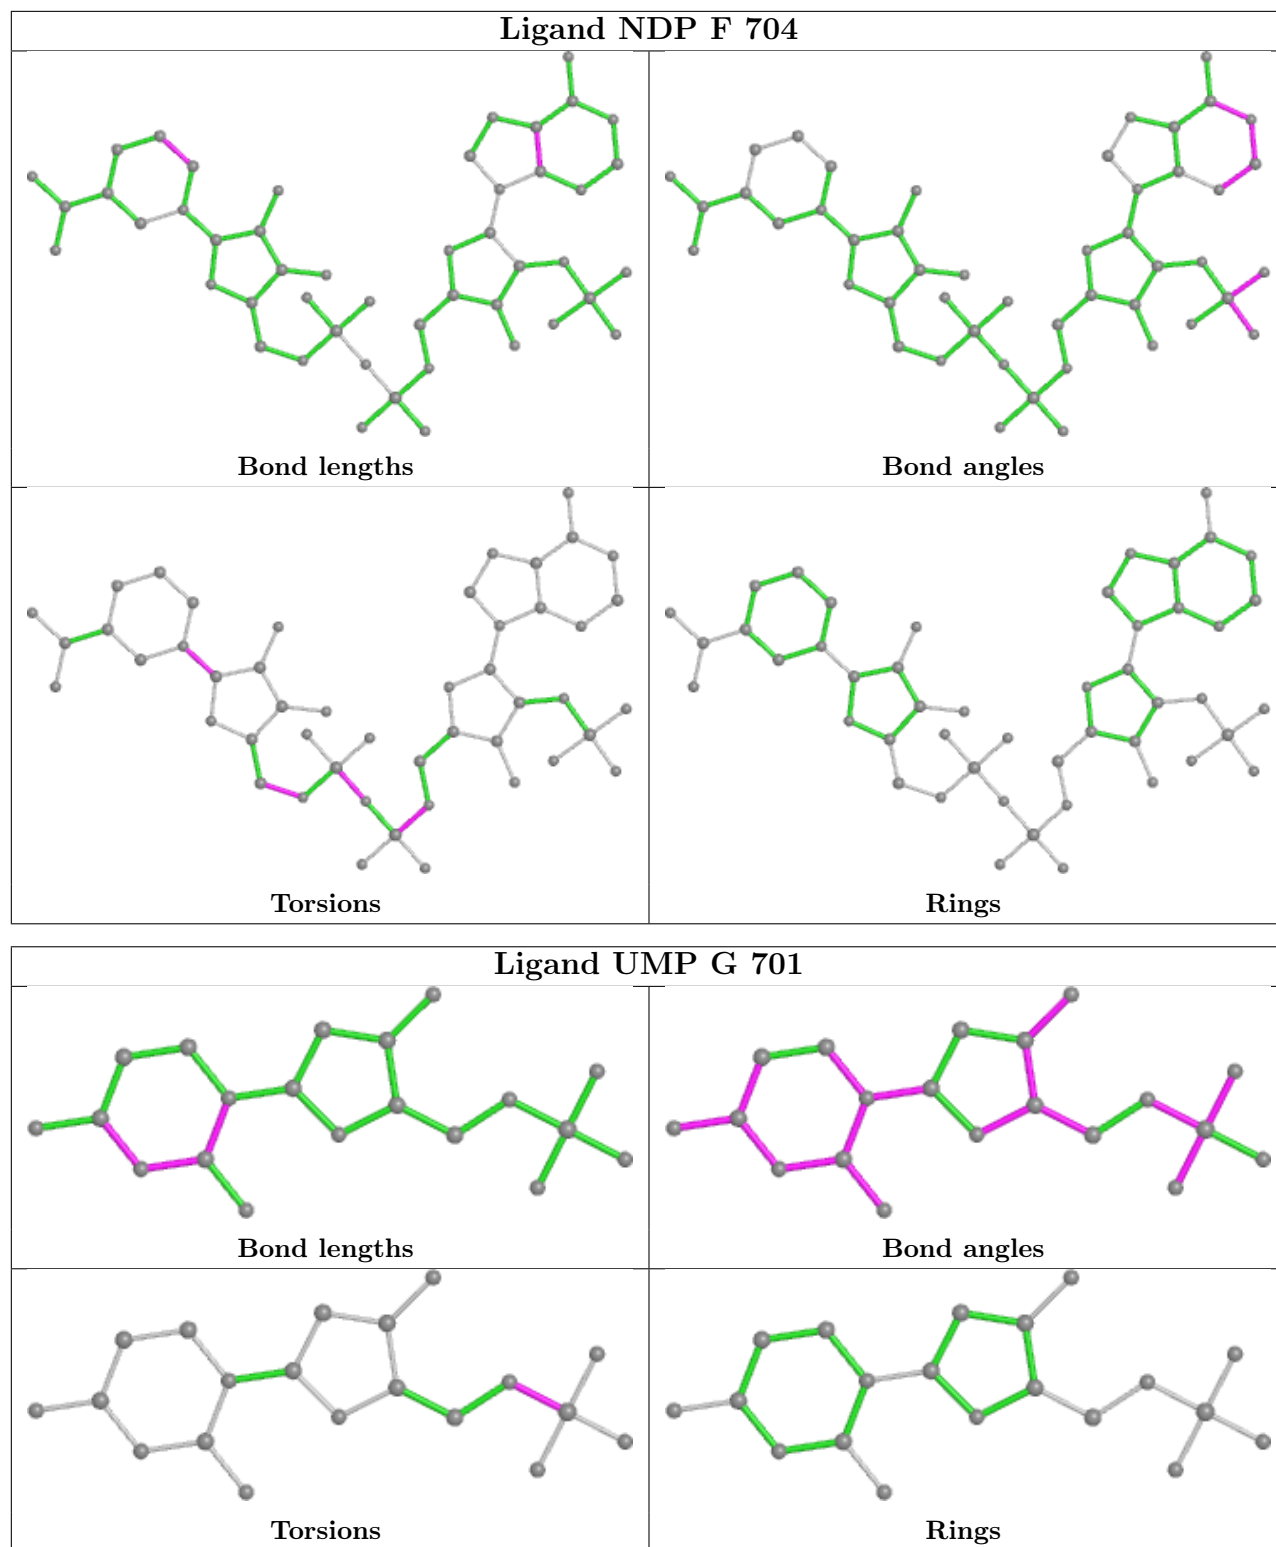 Ligand NDP F 704
Bond lengths
Bond angles
Torsions
Rings
Ligand UMP G 701
Bond lengths
Bond angles
Torsions
Rings